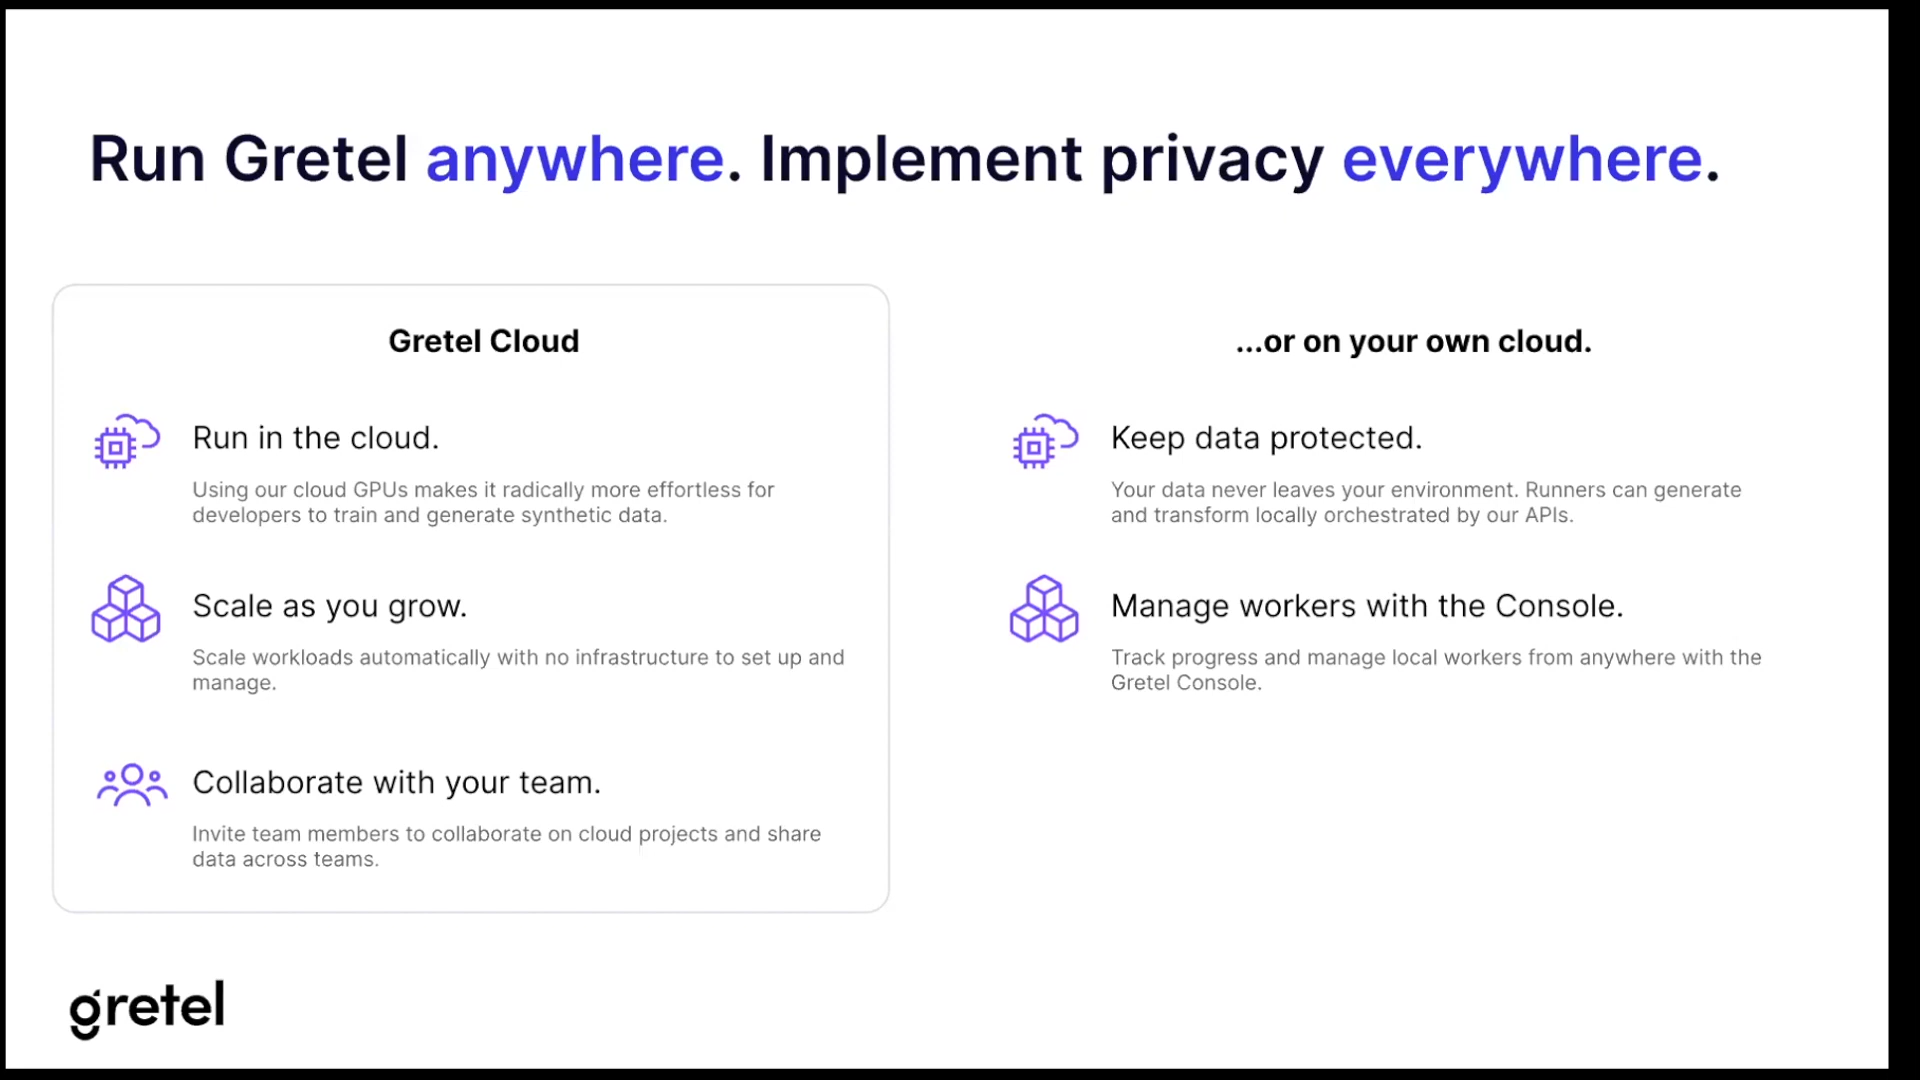 Run Gretel anywhere. Implement privacy everywhere.
Gretel Cloud
Run in the cloud.
Using our cloud GPUs makes it radically more effortless for
developers to train and generate synthetic data.
Scale as you grow.
Scale workloads automatically with no infrastructure to set up and
manage.
Collaborate with your team.
Invite team members to collaborate on cloud projects and share
data across teams.
...or on your own cloud.
Keep data protected.
Your data never leaves your environment. Runners can generate
and transform locally orchestrated by our APIs.
Manage workers with the Console.
Track progress and manage local workers from anywhere with the
Gretel Console.
gretel